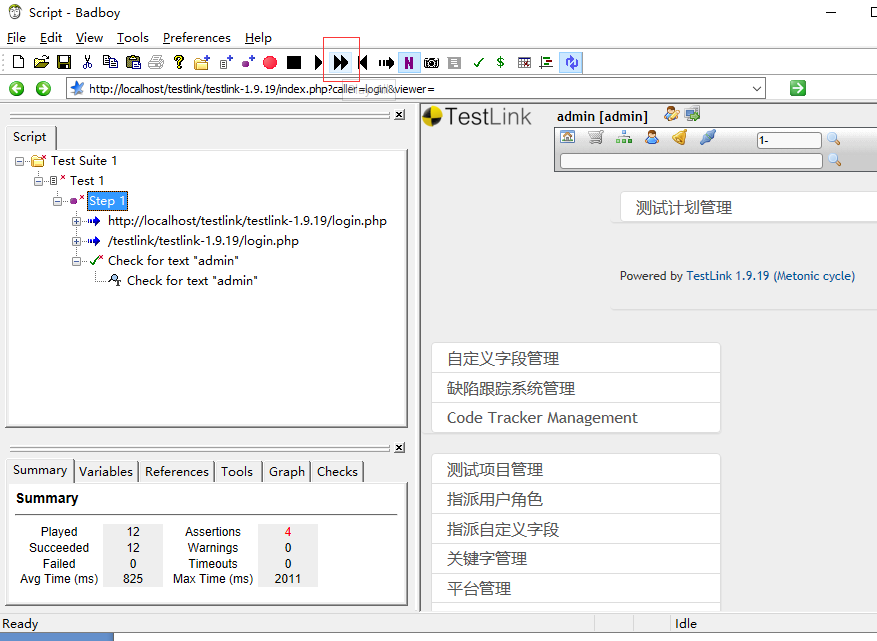 Script - Badboy
File Edit View Tools Preferences Help
N $
http://localhost/testlink/testlink-1.9.19/index.php?caller=login&viewer=
Script
Test Suite 1
Test 1
Step 1
http://localhost/testlink/testlink-1.9.19/login.php
/testlink/testlink-1.9.19/login.php
Check for text "admin"
Check for text "admin"
Summary Variables References Tools Graph Checks
Summary
Played 12 Assertions 4
Succeeded 12 Warnings 0
Failed 0 Timeouts 0
Avg Time (ms) 825 Max Time (ms) 2011
TestLink admin [admin]
1-
测试计划管理
Powered by TestLink 1.9.19 (Metonic cycle)
自定义字段管理
缺陷跟踪系统管理
Code Tracker Management
测试项目管理
指派用户角色
指派自定义字段
关键字管理
平台管理
Ready Idle